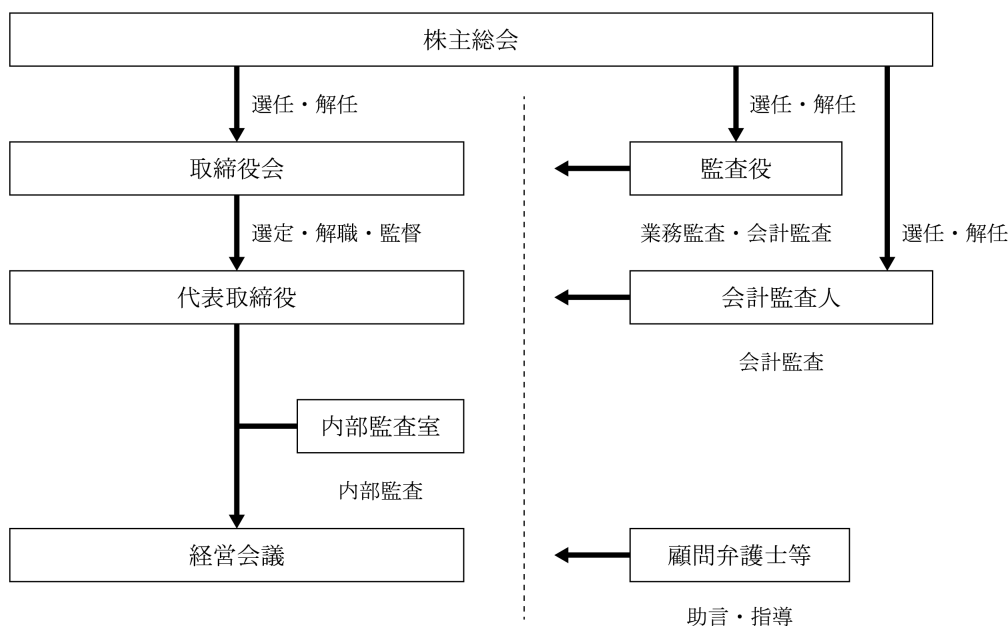 株主総会
選任・解任
選任・解任
取締役会
監査役
選定・解職・監督
業務監査・会計監査
選任・解任
代表取締役
会計監査人
会計監査
内部監査室
内部監査
経営会議
顧問弁護士等
助言・指導